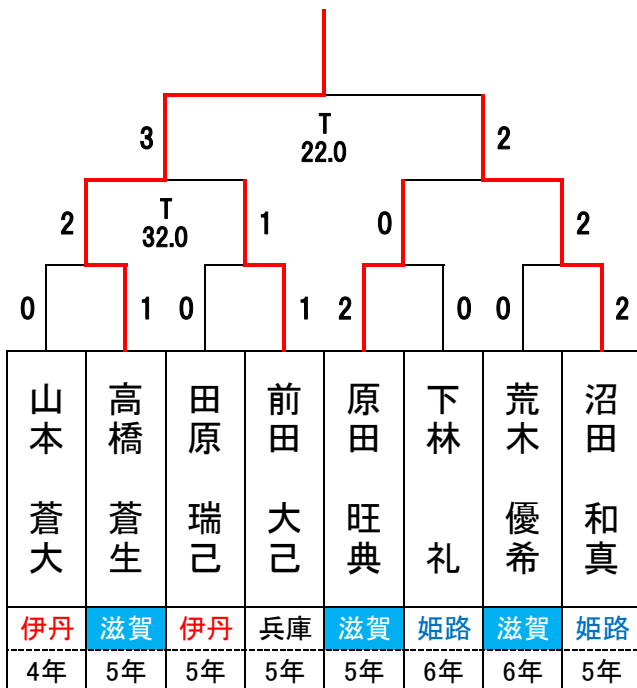 3 T 2
22.0
2 T 1 0 2
32.0
0 1 0 1 2 0 0 2
山本 蒼大
高橋 蒼生
田原 瑞己
前田 大己
原田 旺典
下林 礼
荒木 優希
沼田 和真
伊丹 滋賀 伊丹 兵庫 滋賀 姫路 滋賀 姫路
4年 5年 5年 5年 5年 6年 6年 5年